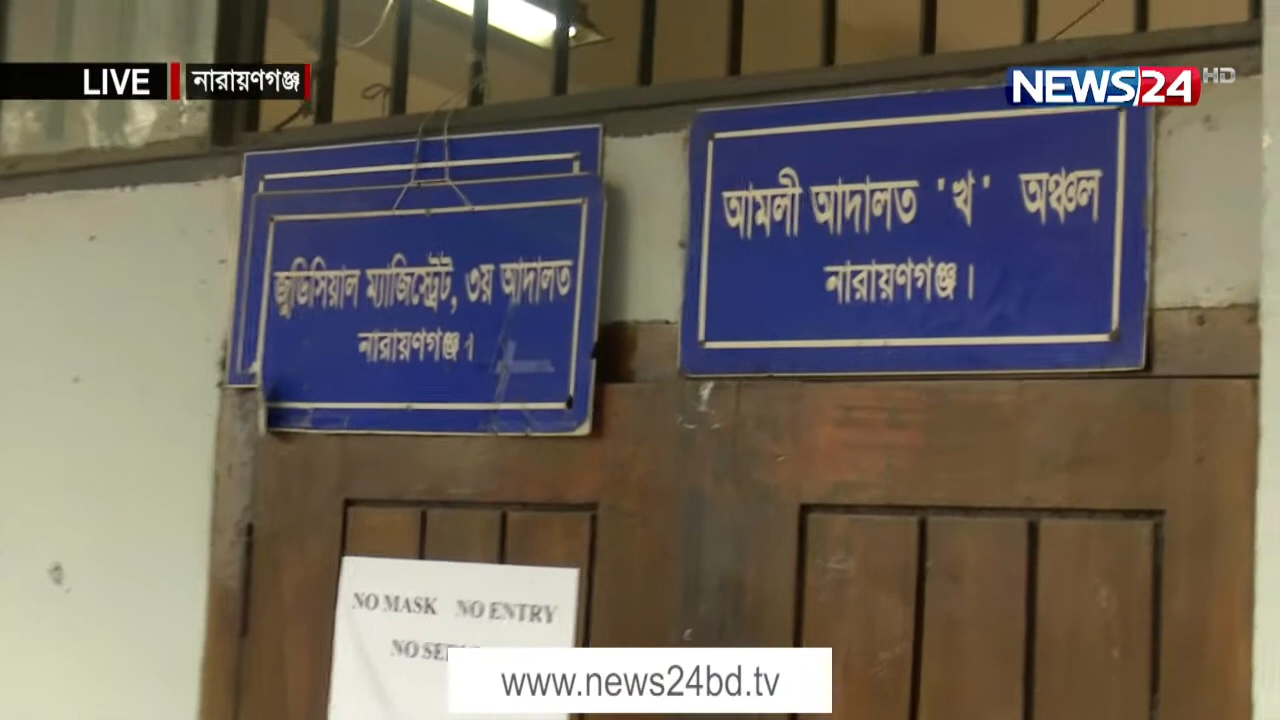 LIVE
নারায়ণগঞ্জ
NEWS24 HD
জুডিসিয়াল ম্যাজিস্ট্রেট, ৩য় আদালত
নারায়ণগঞ্জ।
আমলী আদালত 'খ' অঞ্চল
নারায়ণগঞ্জ।
NO MASK NO ENTRY
NO
www.news24bd.tv